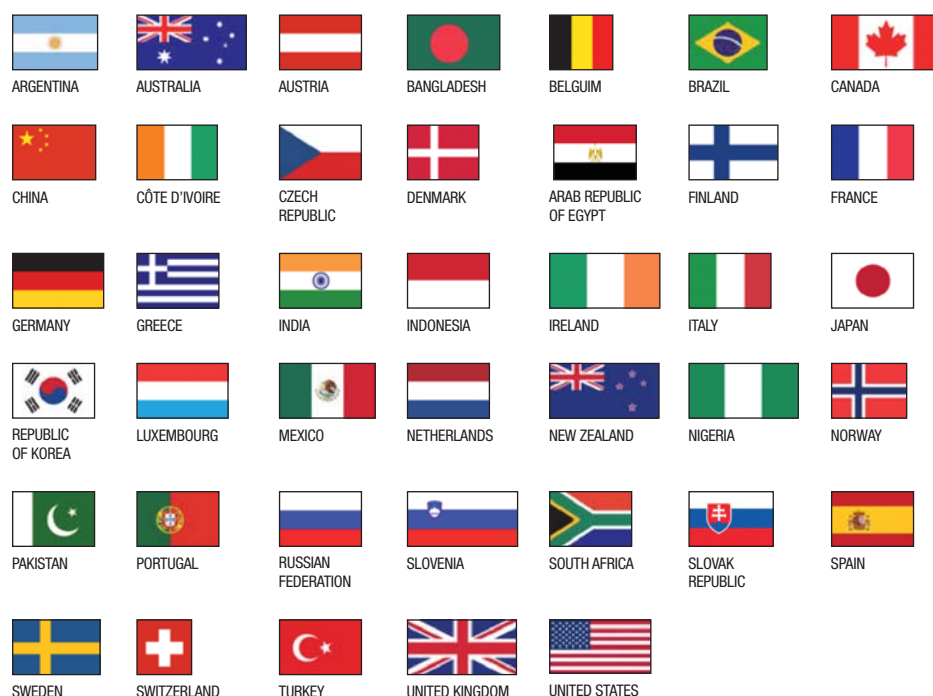 ARGENTINA
AUSTRALIA
AUSTRIA
BANGLADESH
BELGUIM
BRAZIL
CANADA
CHINA
CÔTE D'IVOIRE
CZECH
REPUBLIC
DENMARK
ARAB REPUBLIC
OF EGYPT
FINLAND
FRANCE
GERMANY
GREECE
INDIA
INDONESIA
IRELAND
ITALY
JAPAN
REPUBLIC
OF KOREA
LUXEMBOURG
MEXICO
NETHERLANDS
NEW ZEALAND
NIGERIA
NORWAY
PAKISTAN
PORTUGAL
RUSSIAN
FEDERATION
SLOVENIA
SOUTH AFRICA
SLOVAK
REPUBLIC
SPAIN
SWEDEN
SWITZERLAND
TURKEY
UNITED KINGDOM
UNITED STATES